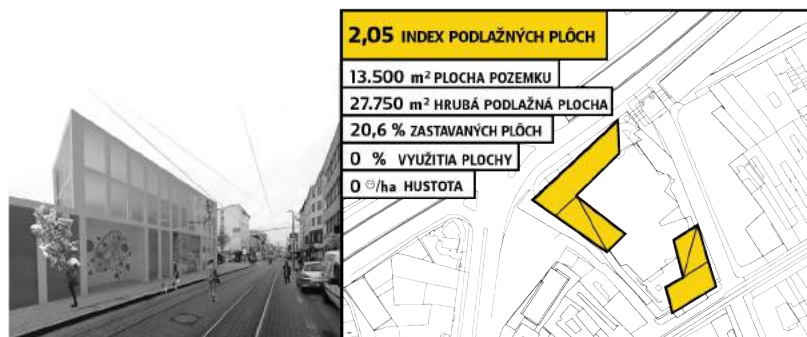 2,05 INDEX PODLAŽNÝCH PLÔCH
13.500 m² PLOCHA POZEMKU
27.750 m² HRUBÁ PODLAŽNÁ PLOCHA
20,6 % ZASTAVANÝCH PLÔCH
0 % VYUŽITIA PLOCHY
0 ☺/ha HUSTOTA